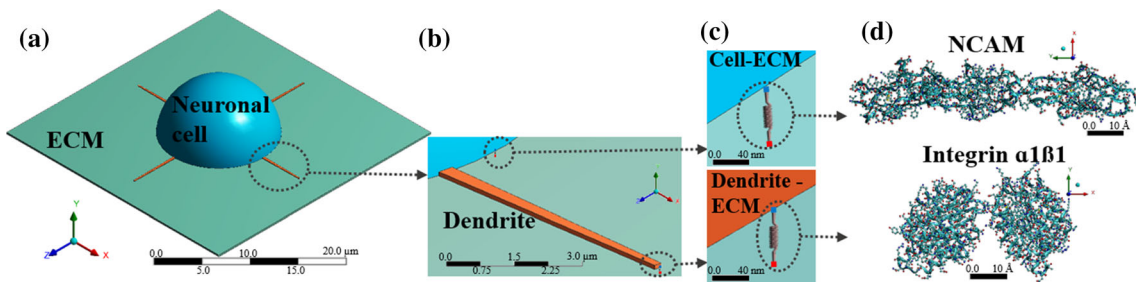 (a)
Neuronal
cell
ECM
Y
Z
X
0.0
10.0
20.0 µm
5.0
15.0
(b)
Dendrite
0.0
1.5
3.0 µm
0.75
2.25
(c)
Cell-ECM
0.0
40 nm
Dendrite -
ECM
0.0
40 nm
(d)
NCAM
X
Y
0.0
10 Å
Integrin α1ß1
X
0.0
10 Å